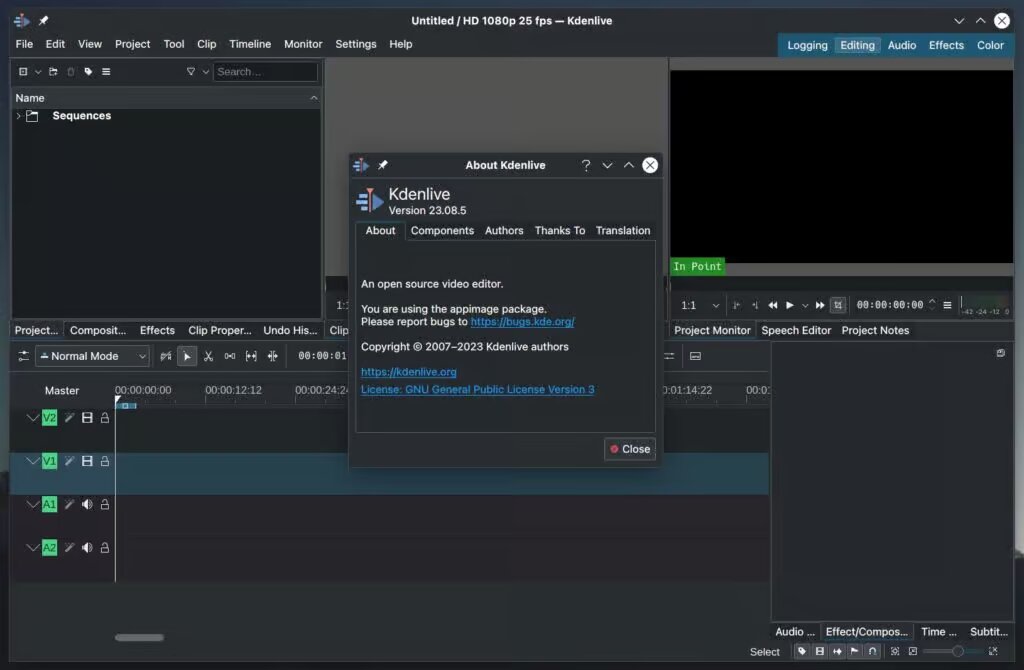 Untitled / HD 1080p 25 fps — Kdenlive
File Edit View Project Tool Clip Timeline Monitor Settings Help
Logging Editing Audio Effects Color
Search...
Name
Sequences
About Kdenlive
Kdenlive
Version 23.08.5
About Components Authors Thanks To Translation
An open source video editor.
You are using the appimage package.
Please report bugs to https://bugs.kde.org/
Copyright © 2007–2023 Kdenlive authors
https://kdenlive.org
License: GNU General Public License Version 3
Close
In Point
1:1
1:1 00:00:00:00
-42 -24 -12 0
Project... Composit... Effects Clip Proper... Undo His... Clip
Project Monitor Speech Editor Project Notes
Normal Mode 00:00:01
Master 00:00:00:00 00:00:12:12 00:00:24:24 0:01:14:22 00:0
V2
V1
A1
A2
Audio ... Effect/Compos... Time ... Subtit...
Select